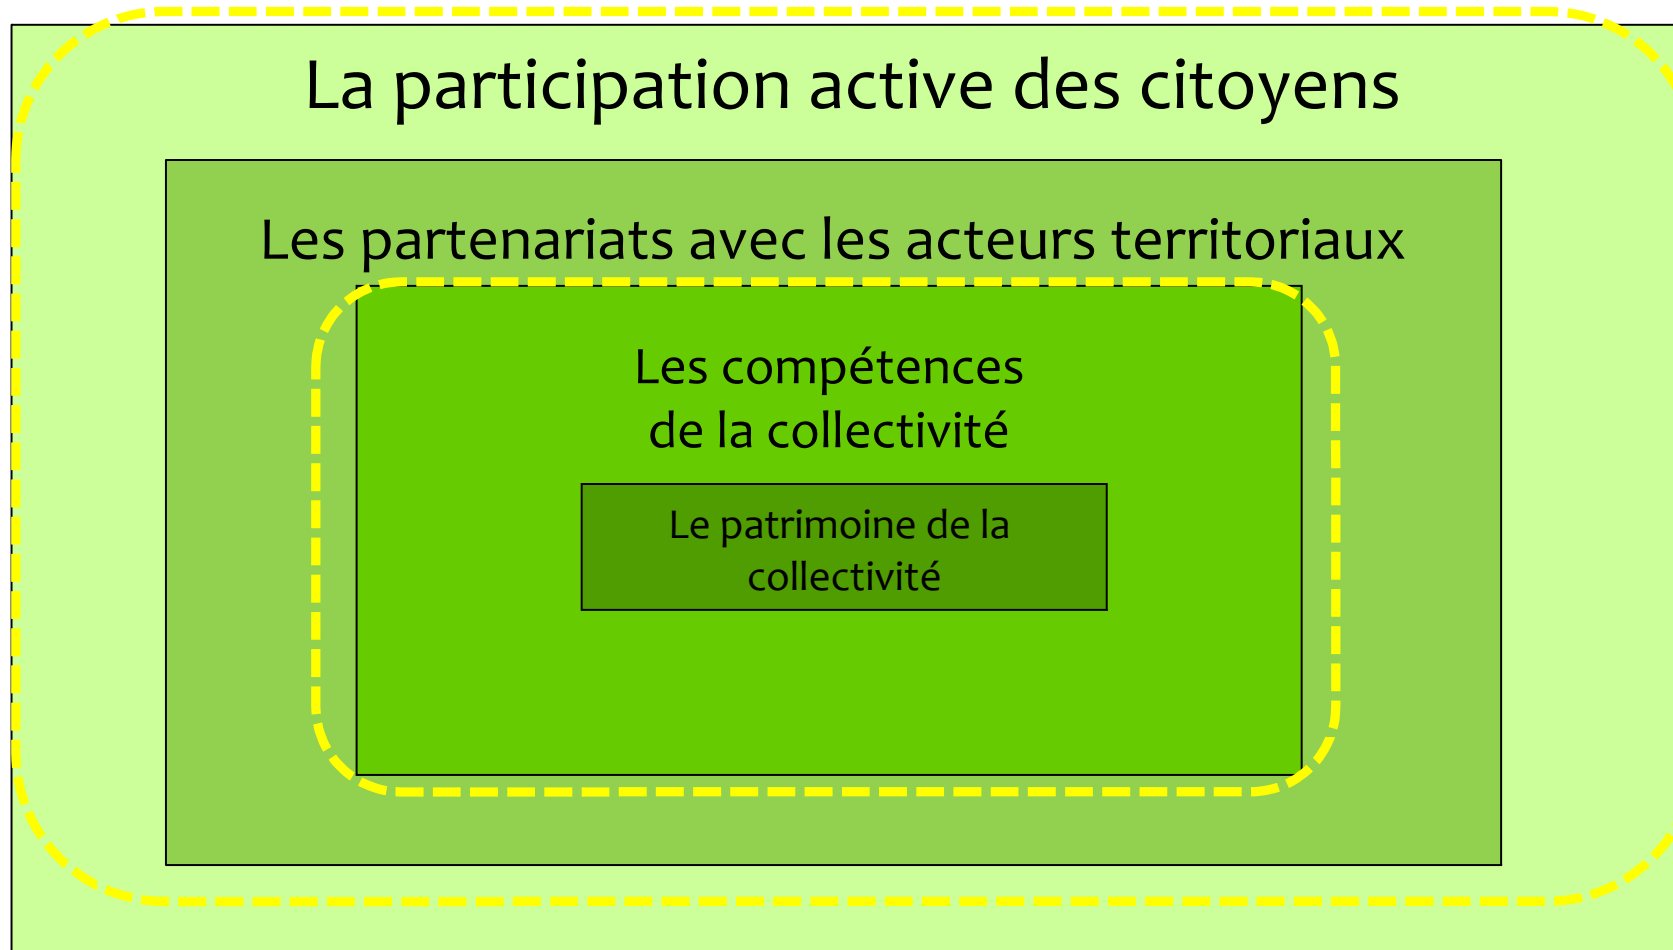 La participation active des citoyens
Les partenariats avec les acteurs territoriaux
Les compétences
de la collectivité
Le patrimoine de la
collectivité